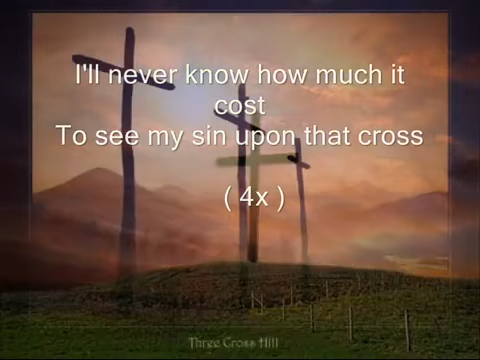 I'll never know how much it
cost
To see my sin upon that cross
( 4x )
Three Cross Hill